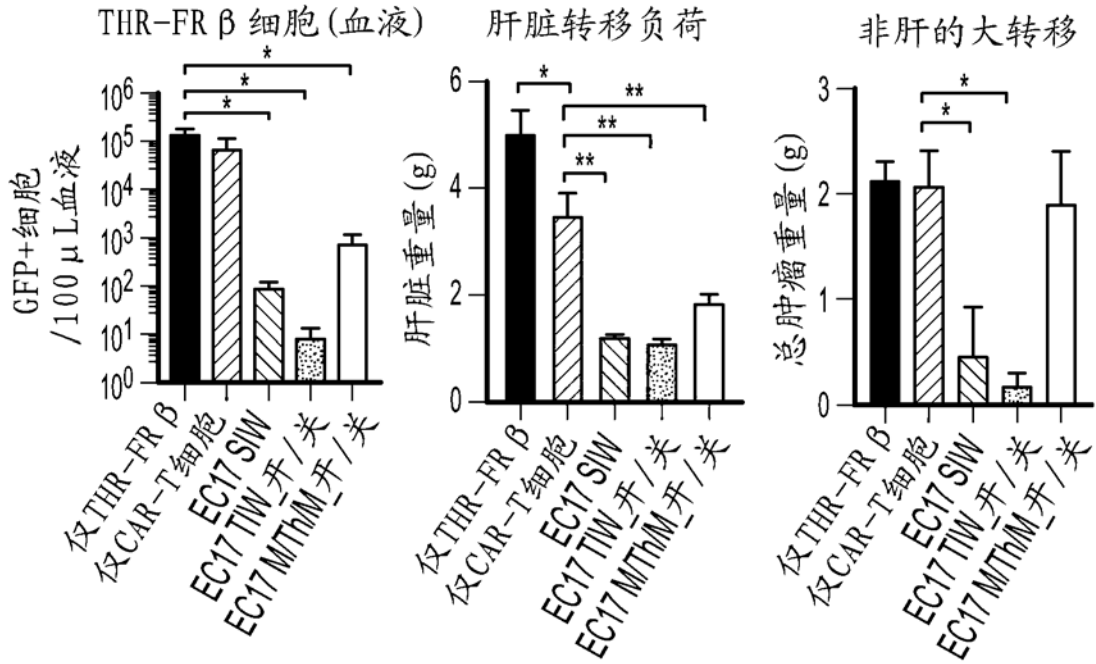 THR-FRβ细胞(血液)
*
*
*
GFP+细胞
/100μL血液
10⁶
10⁵
10⁴
10³
10²
10¹
10⁰
仅THR-FRβ
仅CAR-T细胞
EC17 SIW
EC17 TIW_开/关
EC17 M/Th/M_开/关
肝脏转移负荷
*
**
**
**
肝脏重量(g)
6
4
2
0
仅THR-FRβ
仅CAR-T细胞
EC17 SIW
EC17 TIW_开/关
EC17 M/Th/M_开/关
非肝的大转移
*
*
总肿瘤重量(g)
3
2
1
0
仅THR-FRβ
仅CAR-T细胞
EC17 SIW
EC17 TIW_开/关
EC17 M/Th/M_开/关